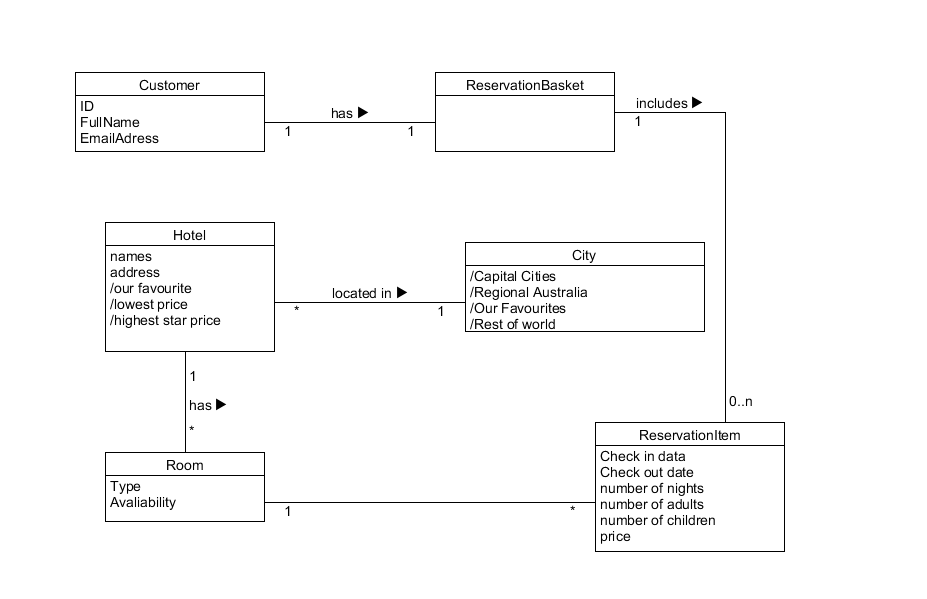 Customer
ID
FullName
EmailAdress
has ▶
1
1
ReservationBasket
includes ▶
1
Hotel
names
address
/our favourite
/lowest price
/highest star price
located in ▶
*
1
City
/Capital Cities
/Regional Australia
/Our Favourites
/Rest of world
1
has ▶
*
0..n
Room
Type
Avaliability
1
*
ReservationItem
Check in data
Check out date
number of nights
number of adults
number of children
price